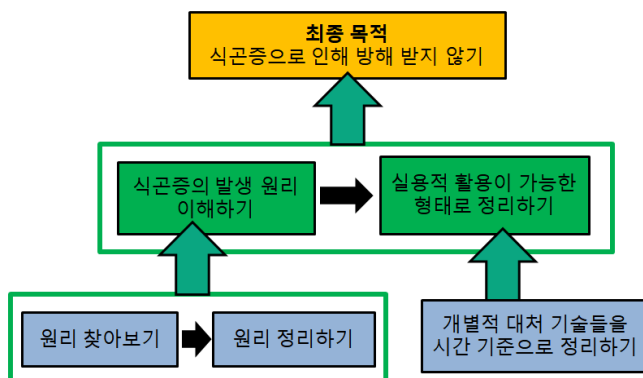 최종 목적
식곤증으로 인해 방해 받지 않기
식곤증의 발생 원리
이해하기
실용적 활용이 가능한
형태로 정리하기
원리 찾아보기
원리 정리하기
개별적 대처 기술들을
시간 기준으로 정리하기